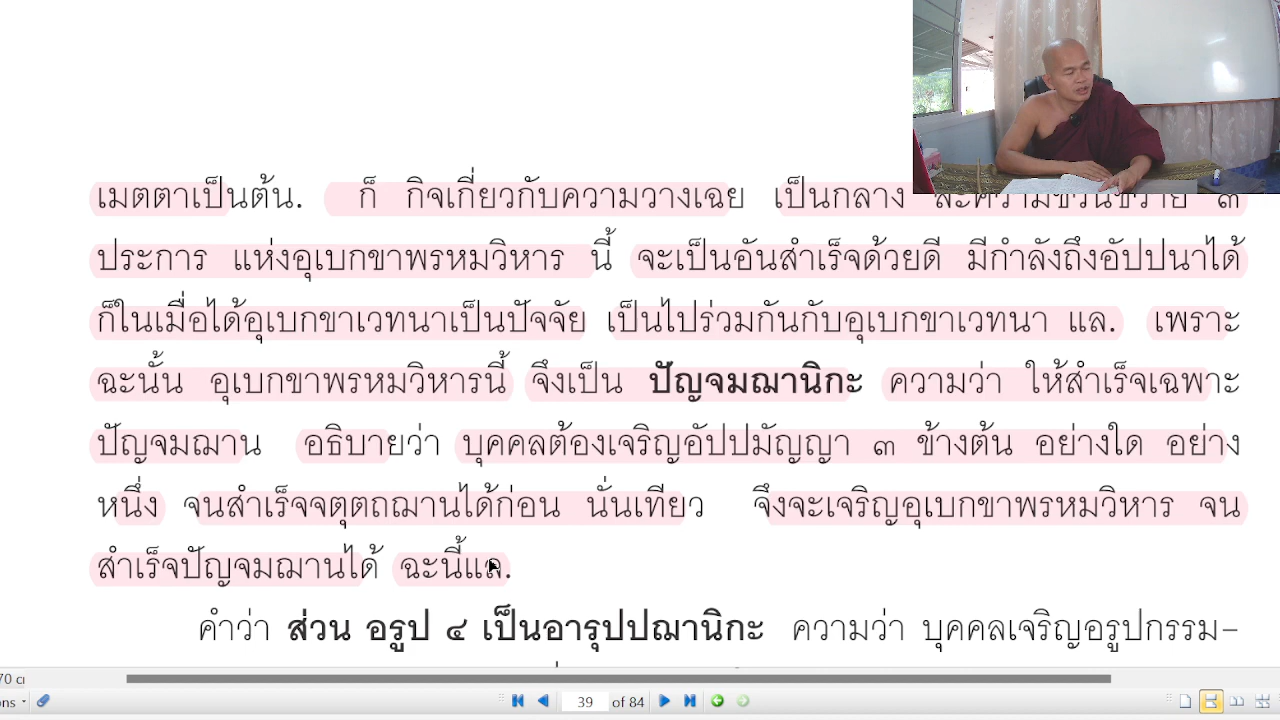 เมตตาเป็นต้น. ก็ กิจเกี่ยวกับความวางเฉย เป็นกลาง ละความขวนขวาย ๓
ประการ แห่งอุเบกขาพรหมวิหาร นี้ จะเป็นอันสำเร็จด้วยดี มีกำลังถึงอัปปนาได้
ก็ในเมื่อได้อุเบกขาเวทนาเป็นปัจจัย เป็นไปร่วมกันกับอุเบกขาเวทนา แล. เพราะ
ฉะนั้น อุเบกขาพรหมวิหารนี้ จึงเป็น ปัญจมฌานิกะ ความว่า ให้สำเร็จเฉพาะ
ปัญจมฌาน อธิบายว่า บุคคลต้องเจริญอัปปมัญญา ๓ ข้างต้น อย่างใด อย่าง
หนึ่ง จนสำเร็จจตุตถฌานได้ก่อน นั่นเทียว จึงจะเจริญอุเบกขาพรหมวิหาร จน
สำเร็จปัญจมฌานได้ ฉะนี้แล.
คำว่า ส่วน อรูป ๔ เป็นอารุปปฌานิกะ ความว่า บุคคลเจริญอรูปกรรม-
70 cm
ons
39 of 84